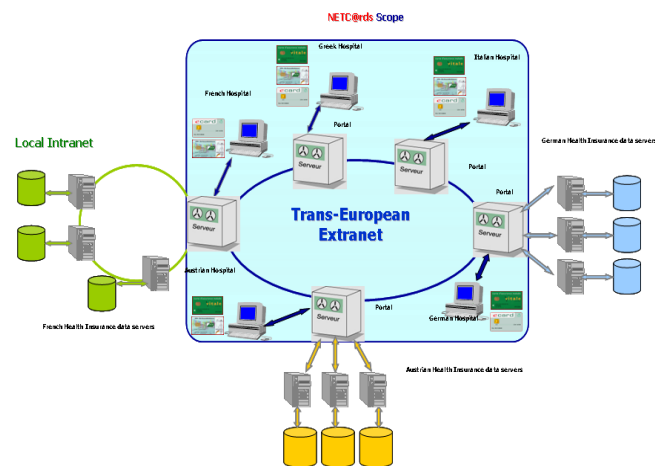 NETC@rds Scope
Greek Hospital
Italian Hospital
French Hospital
Portal
Local Intranet
German Health Insurance data servers
Serveur
Serveur
Portal
Portal
Trans-European
Extranet
Serveur
Serveur
Austrian Hospital
Serveur
Portal
German Hospital
French Health Insurance data servers
Austrian Health Insurance data servers